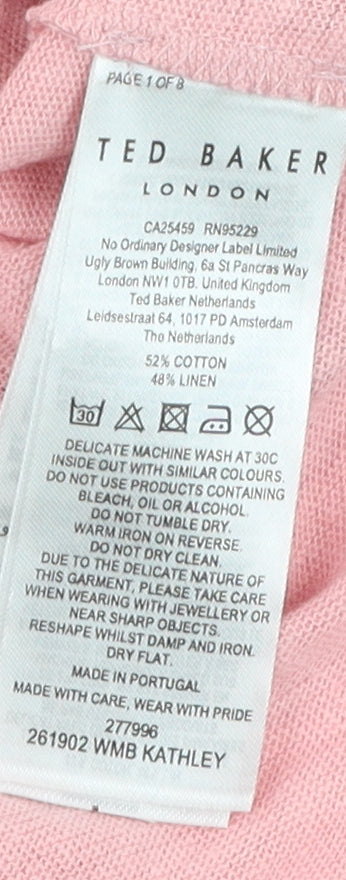 PAGE 1 OF 8
TED BAKER
LONDON
CA25459 RN95229
No Ordinary Designer Label Limited
Ugly Brown Building, 6a St Pancras Way
London NW1 0TB. United Kingdom
Ted Baker Netherlands
Leidsestraat 64, 1017 PD Amsterdam
The Netherlands
52% COTTON
48% LINEN
30
DELICATE MACHINE WASH AT 30C
INSIDE OUT WITH SIMILAR COLOURS.
DO NOT USE PRODUCTS CONTAINING
BLEACH, OIL OR ALCOHOL.
DO NOT TUMBLE DRY.
WARM IRON ON REVERSE.
DO NOT DRY CLEAN.
DUE TO THE DELICATE NATURE OF
THIS GARMENT, PLEASE TAKE CARE
WHEN WEARING WITH JEWELLERY OR
NEAR SHARP OBJECTS.
RESHAPE WHILST DAMP AND IRON.
DRY FLAT.
MADE IN PORTUGAL
MADE WITH CARE, WEAR WITH PRIDE
277996
261902 WMB KATHLEY